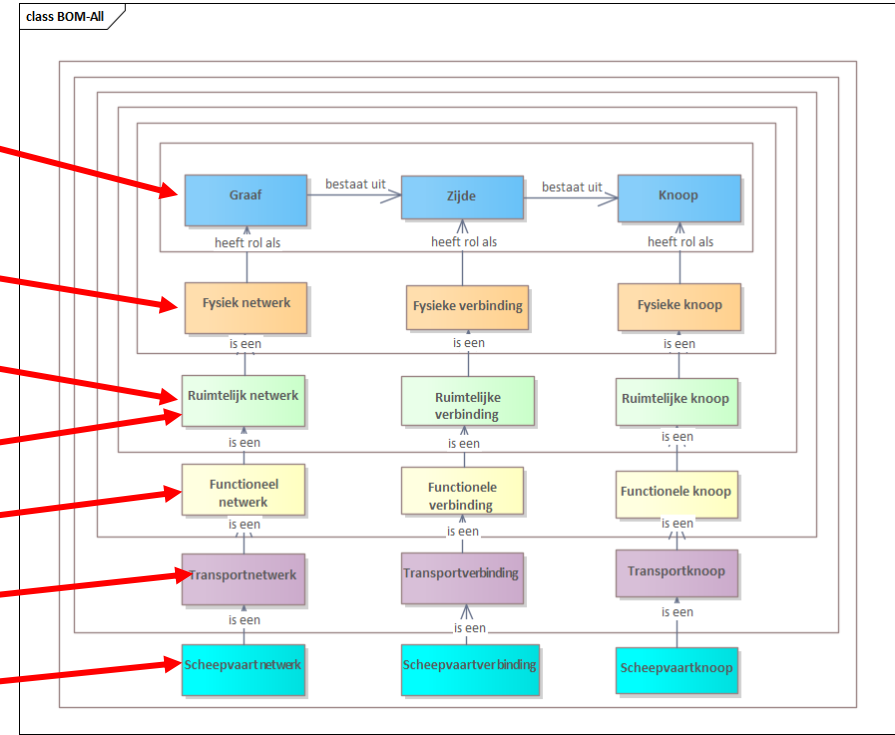 class BOM-All
Graaf
bestaat uit
Zijde
bestaat uit
Knoop
heeft rol als
heeft rol als
heeft rol als
Fysiek netwerk
Fysieke verbinding
Fysieke knoop
is een
is een
is een
Ruimtelijk netwerk
Ruimtelijke
verbinding
Ruimtelijke knoop
is een
is een
is een
Functioneel
netwerk
Functionele
verbinding
Functionele knoop
is een
is een
is een
Transportnetwerk
Transportverbinding
Transportknoop
is een
is een
is een
Scheepvaartnetwerk
Scheepvaartverbinding
Scheepvaartknoop